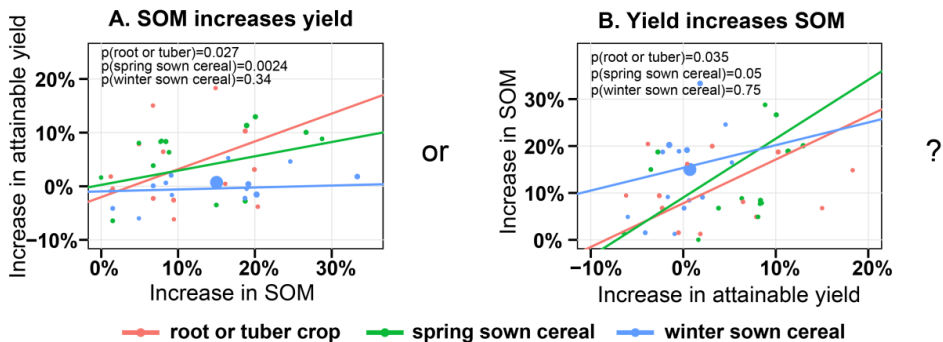 A. SOM increases yield
Increase in attainable yield
p(root or tuber)=0.027
p(spring sown cereal)=0.0024
p(winter sown cereal)=0.34
20%
10%
0%
−10%
0%
10%
20%
30%
Increase in SOM
or
B. Yield increases SOM
Increase in SOM
p(root or tuber)=0.035
p(spring sown cereal)=0.05
p(winter sown cereal)=0.75
30%
20%
10%
0%
−10%
0%
10%
20%
Increase in attainable yield
?
root or tuber crop
spring sown cereal
winter sown cereal